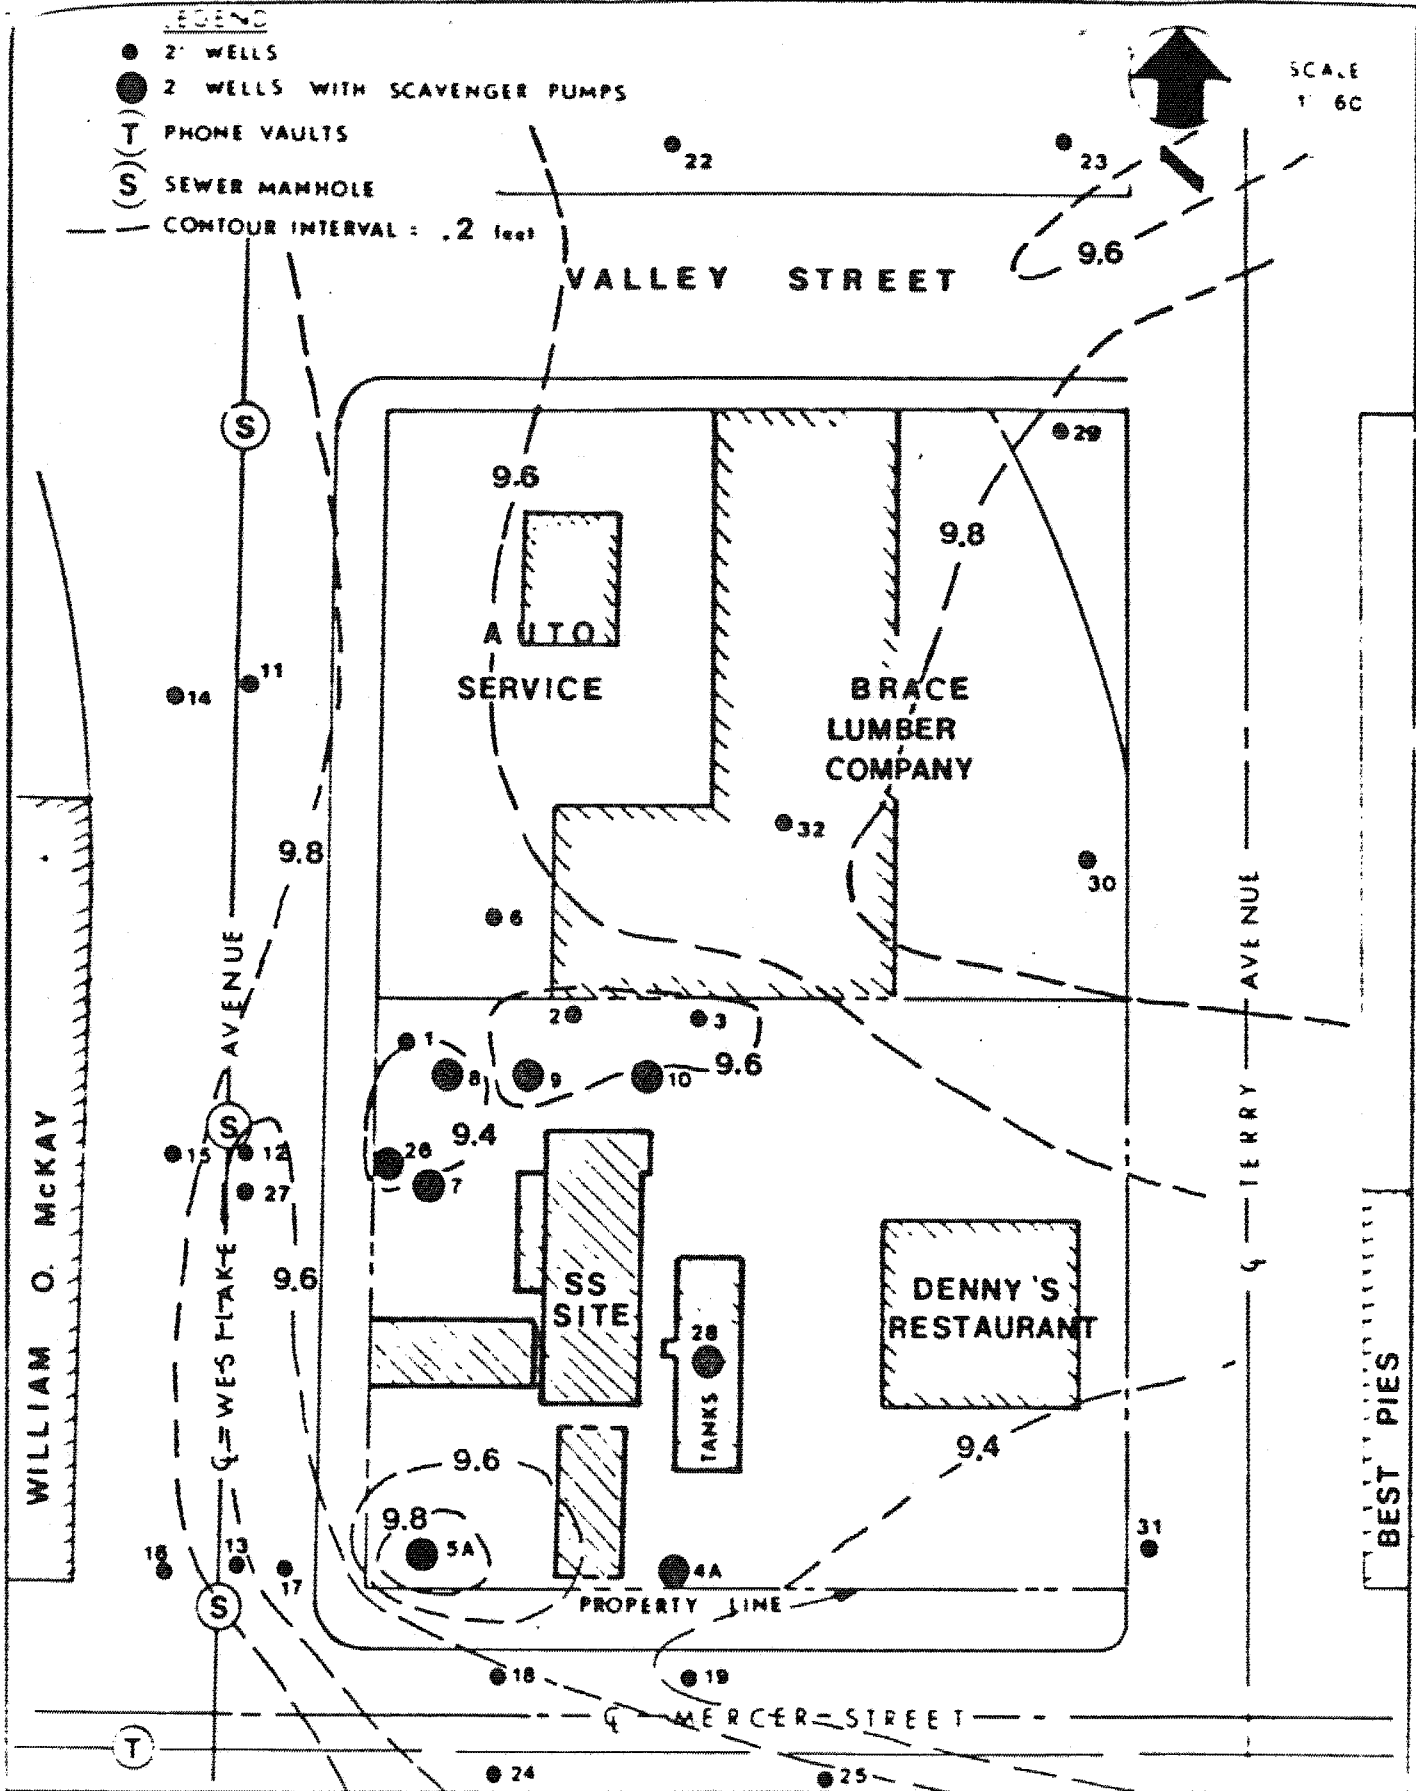 LEGEND
2" WELLS
2 WELLS WITH SCAVENGER PUMPS
T PHONE VAULTS
S SEWER MANHOLE
CONTOUR INTERVAL = .2 feet
SCALE
1 60
22
23
9.6
VALLEY STREET
S
29
9.6
9.8
AUTO
SERVICE
BRACE
LUMBER
COMPANY
11
14
32
9.8
30
6
2
3
1
8
9
10
9.6
9.4
S
15
12
26
7
27
9.6
SS
SITE
28
TANKS
DENNY'S
RESTAURANT
9.4
9.6
9.8
5A
4A
31
16
13
17
S
PROPERTY LINE
18
19
℄ MERCER STREET
T
24
25
WILLIAM O. McKAY
℄ WESTLAKE AVENUE
℄ TERRY AVENUE
BEST PIES